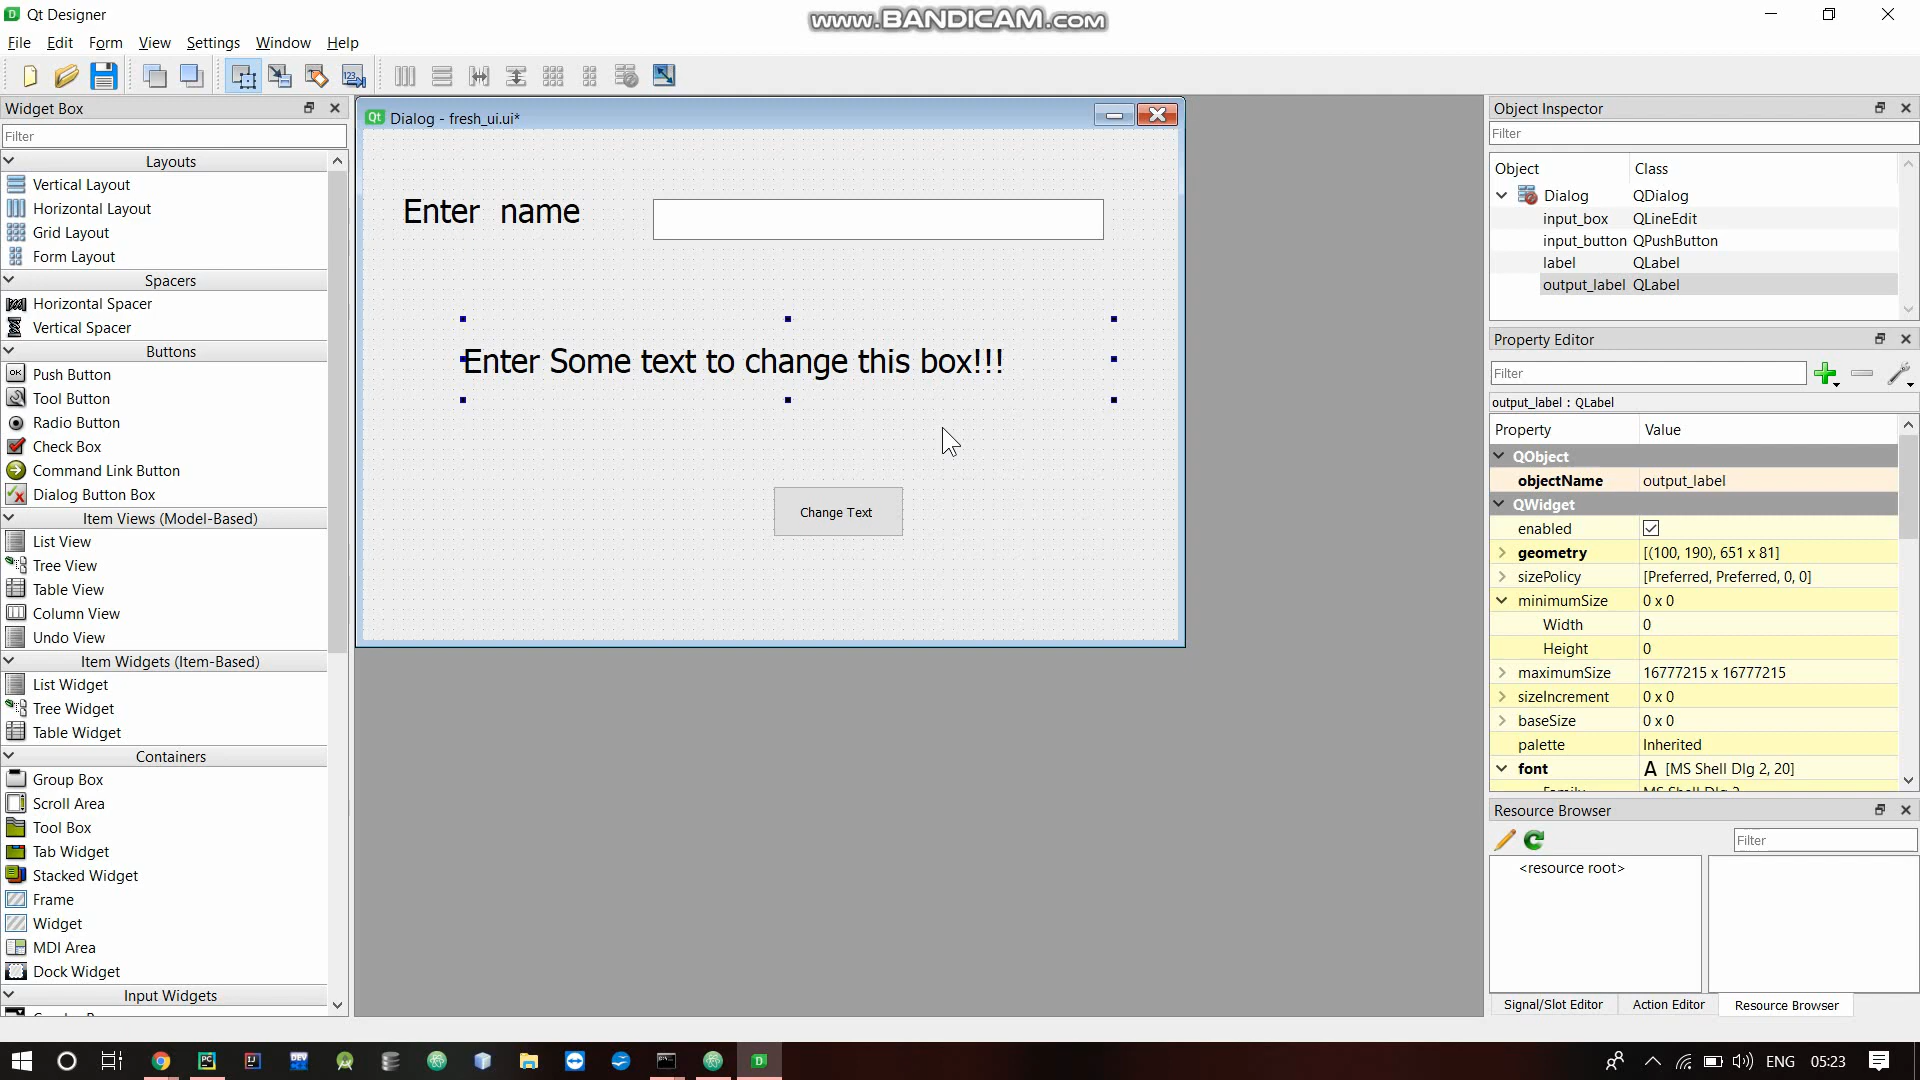 Qt Designer
www.BANDICAM.com
File Edit Form View Settings Window Help
Widget Box
Filter
Layouts
Vertical Layout
Horizontal Layout
Grid Layout
Form Layout
Spacers
Horizontal Spacer
Vertical Spacer
Buttons
Push Button
Tool Button
Radio Button
Check Box
Command Link Button
Dialog Button Box
Item Views (Model-Based)
List View
Tree View
Table View
Column View
Undo View
Item Widgets (Item-Based)
List Widget
Tree Widget
Table Widget
Containers
Group Box
Scroll Area
Tool Box
Tab Widget
Stacked Widget
Frame
Widget
MDI Area
Dock Widget
Input Widgets
Dialog - fresh_ui.ui*
Enter name
Enter Some text to change this box!!!
Change Text
Object Inspector
Filter
Object Class
Dialog QDialog
input_box QLineEdit
input_button QPushButton
label QLabel
output_label QLabel
Property Editor
Filter
output_label : QLabel
Property Value
QObject
objectName output_label
QWidget
enabled
geometry [(100, 190), 651 x 81]
sizePolicy [Preferred, Preferred, 0, 0]
minimumSize 0 x 0
Width 0
Height 0
maximumSize 16777215 x 16777215
sizeIncrement 0 x 0
baseSize 0 x 0
palette Inherited
font A [MS Shell Dlg 2, 20]
Resource Browser
Filter
<resource root>
Signal/Slot Editor Action Editor Resource Browser
ENG 05:23